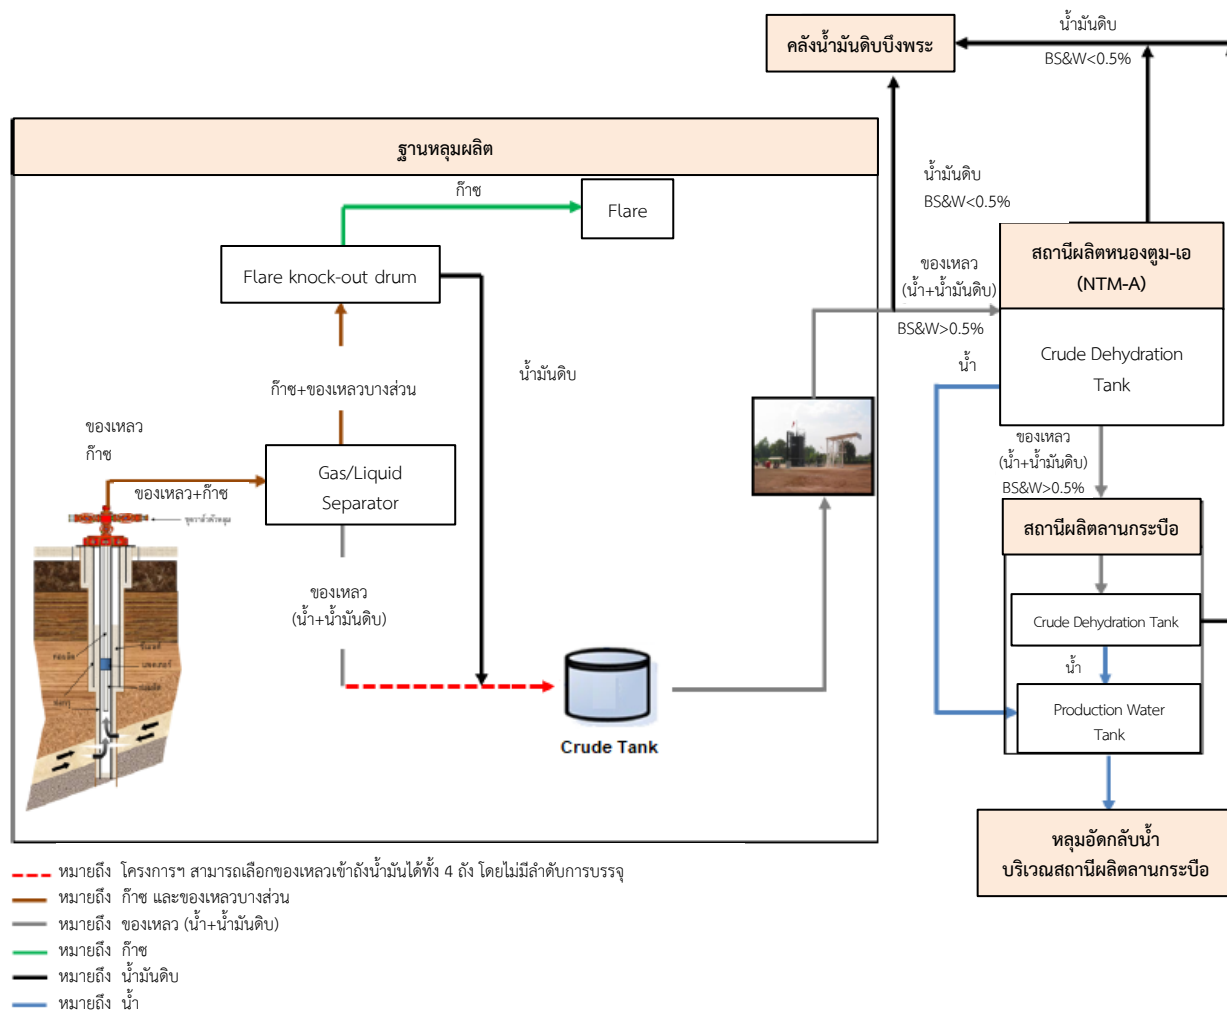 น้ำมันดิบ
คลังน้ำมันดิบบึงพระ
BS&W<0.5%
ฐานหลุมผลิต
น้ำมันดิบ
BS&W<0.5%
ก๊าซ
Flare
Flare knock-out drum
ของเหลว
(น้ำ+น้ำมันดิบ)
BS&W>0.5%
สถานีผลิตหนองตูม-เอ
(NTM-A)
Crude Dehydration
Tank
น้ำ
น้ำมันดิบ
ก๊าซ+ของเหลวบางส่วน
ของเหลว
ก๊าซ
ของเหลว+ก๊าซ
Gas/Liquid
Separator
ของเหลว
(น้ำ+น้ำมันดิบ)
BS&W>0.5%
ชุดวาล์วหัวหลุม
สถานีผลิตลานกระบือ
ของเหลว
(น้ำ+น้ำมันดิบ)
Crude Dehydration Tank
น้ำ
Production Water
Tank
Crude Tank
หลุมอัดกลับน้ำ
บริเวณสถานีผลิตลานกระบือ
หมายถึง โครงการฯ สามารถเลือกของเหลวเข้าถังน้ำมันได้ทั้ง 4 ถัง โดยไม่มีลำดับการบรรจุ
หมายถึง ก๊าซ และของเหลวบางส่วน
หมายถึง ของเหลว (น้ำ+น้ำมันดิบ)
หมายถึง ก๊าซ
หมายถึง น้ำมันดิบ
หมายถึง น้ำ